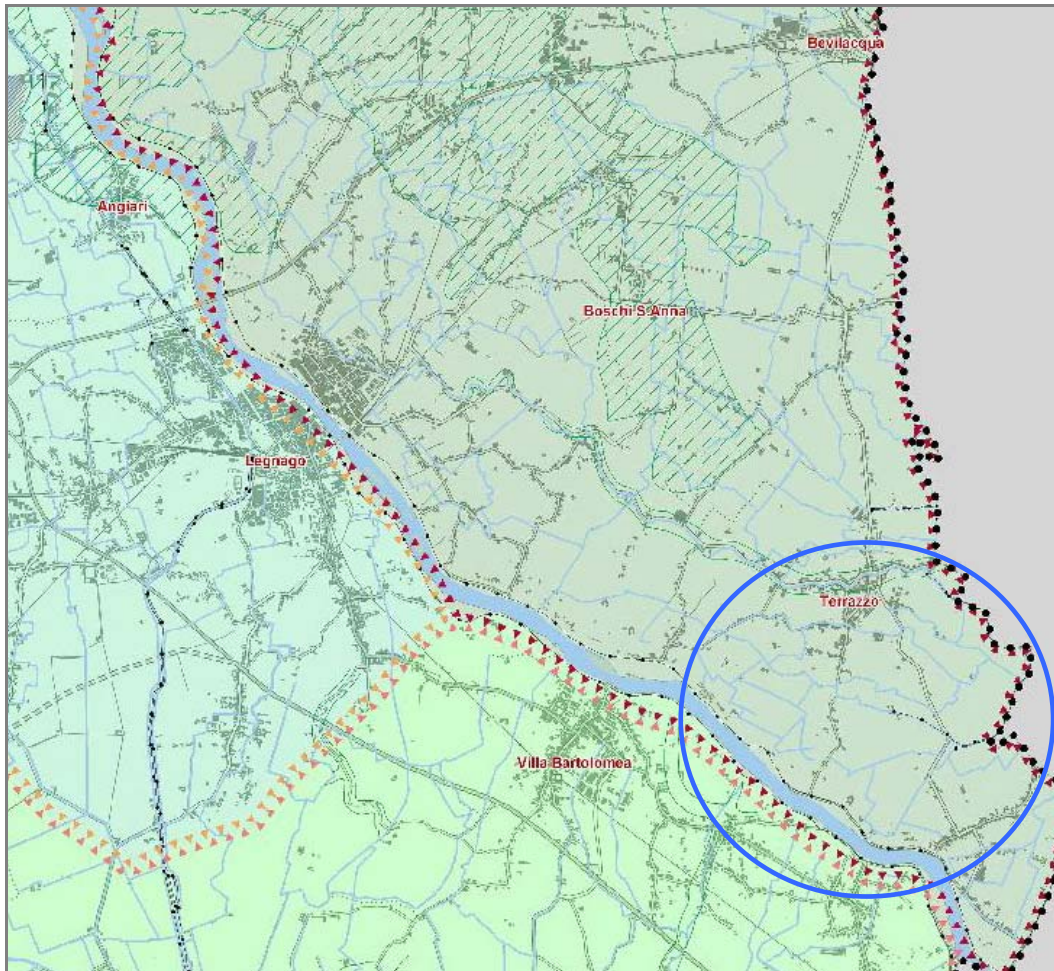 Bevilacqua
Angiari
Boschi S.Anna
Legnago
Terrazzo
Villa Bartolomea